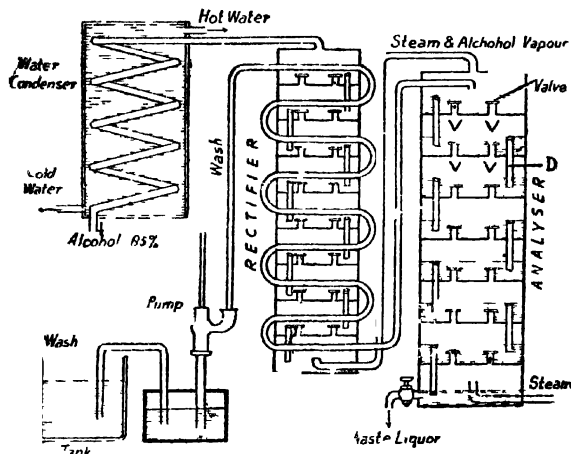 Hot Water
Steam & Alchohol Vapour
Water
Condenser
Valve
Wash
D
Cold
Water
RECTIFIER
ANALYSER
Alcohol 85%
Pump
Wash
Steam
Waste Liquor
Tank